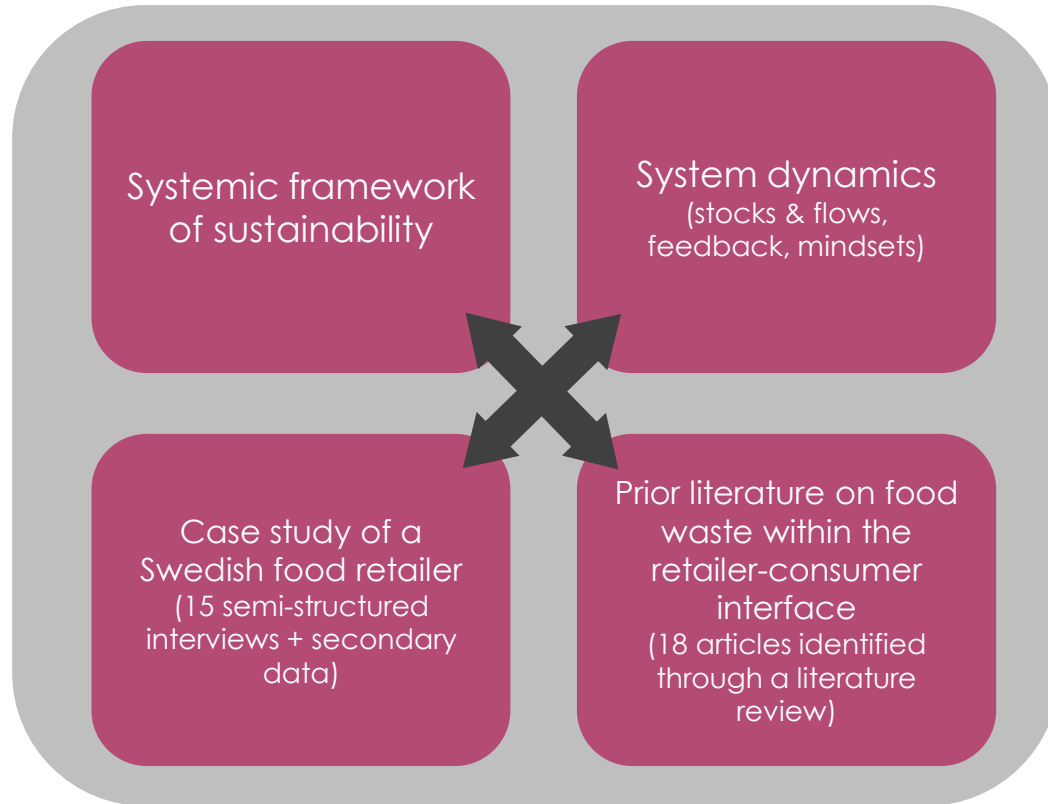 Systemic framework
of sustainability
System dynamics
(stocks & flows,
feedback, mindsets)
Case study of a
Swedish food retailer
(15 semi-structured
interviews + secondary
data)
Prior literature on food
waste within the
retailer-consumer
interface
(18 articles identified
through a literature
review)